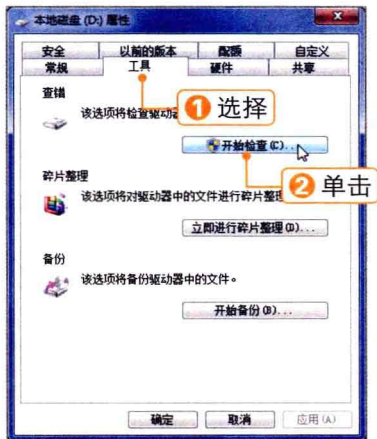 本地磁盘 (D:) 属性
安全 以前的版本 配额 自定义
常规 工具 硬件 共享
查错
该选项将检查驱动
1 选择
开始检查(C)...
2 单击
碎片整理
该选项将对驱动器中的文件进行碎片整
立即进行碎片整理(D)...
备份
该选项将备份驱动器中的文件。
开始备份(B)...
确定 取消 应用(A)